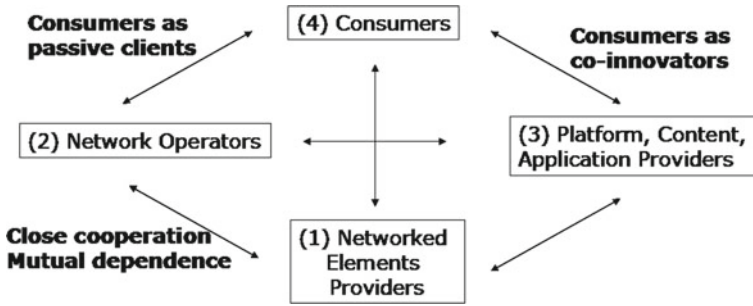 Consumers as
passive clients
(4) Consumers
Consumers as
co-innovators
(2) Network Operators
(3) Platform, Content,
Application Providers
Close cooperation
Mutual dependence
(1) Networked
Elements
Providers